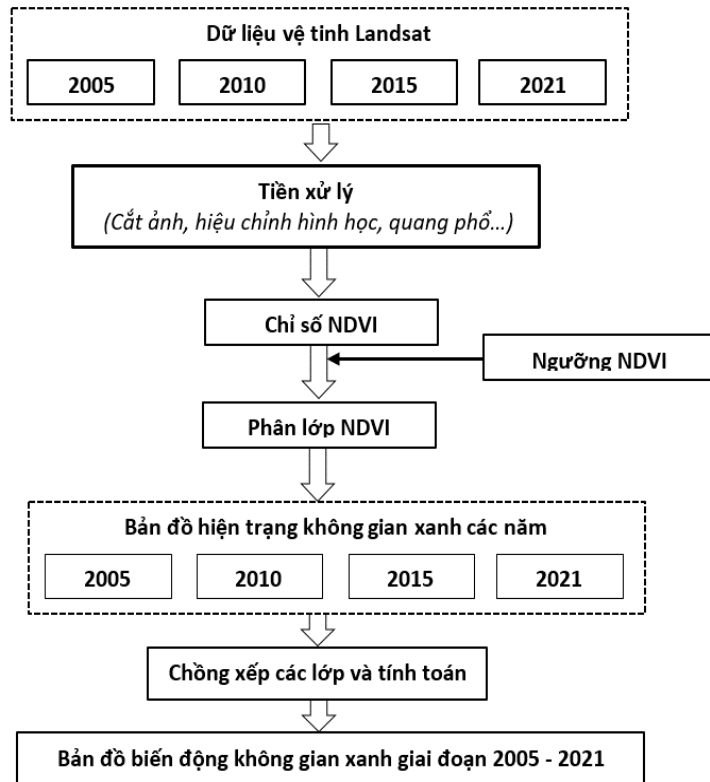 Dữ liệu vệ tinh Landsat
2005 2010 2015 2021
Tiền xử lý
(Cắt ảnh, hiệu chỉnh hình học, quang phổ...)
Chỉ số NDVI
Ngưỡng NDVI
Phân lớp NDVI
Bản đồ hiện trạng không gian xanh các năm
2005 2010 2015 2021
Chồng xếp các lớp và tính toán
Bản đồ biến động không gian xanh giai đoạn 2005 - 2021